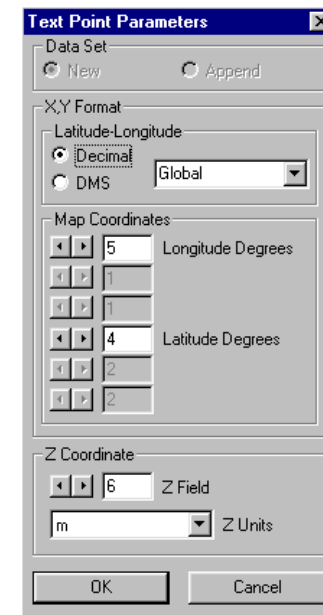 Text Point Parameters
Data Set
New Append
X,Y Format
Latitude-Longitude
Decimal
DMS
Global
Map Coordinates
5 Longitude Degrees
1
1
4 Latitude Degrees
2
2
Z Coordinate
6 Z Field
m Z Units
OK Cancel